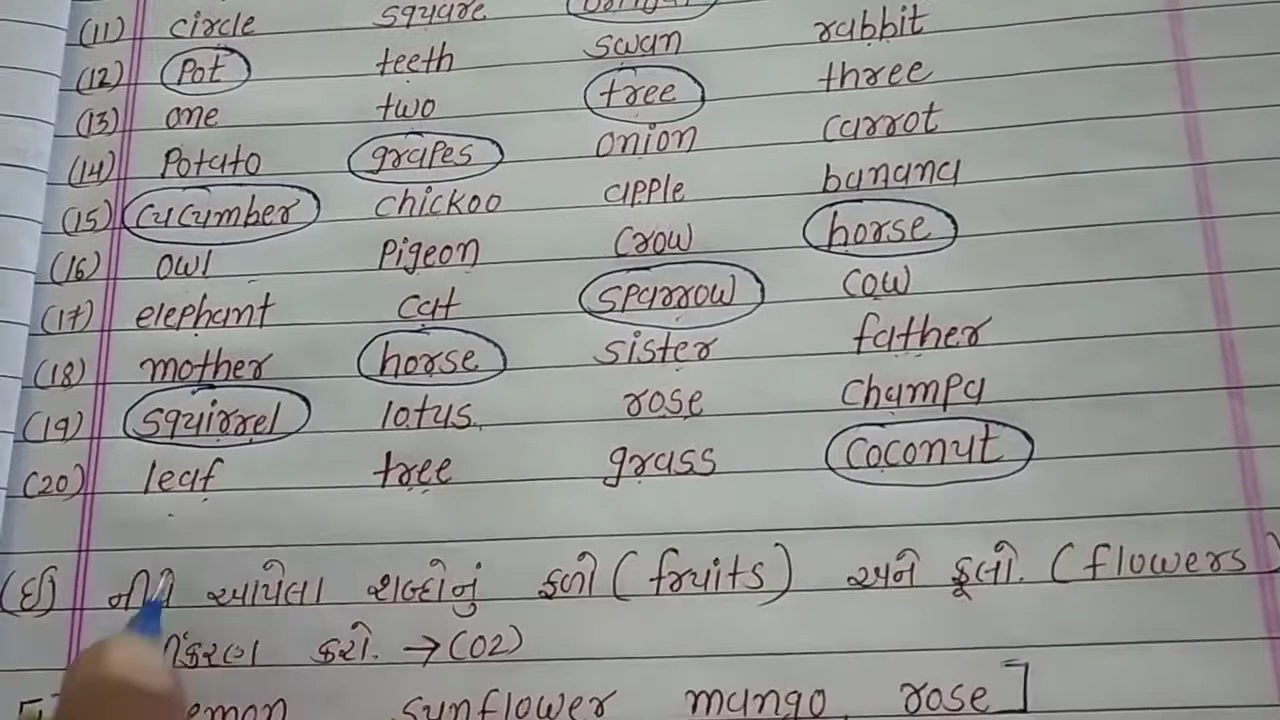 (11) circle square
(12) Pot teeth swan rabbit
(13) one two tree three
(14) Potato grapes onion carrot
(15) cucumber chickoo apple banana
(16) owl Pigeon crow horse
(17) elephant cat sparrow cow
(18) mother horse sister father
(19) squirrel lotus rose champa
(20) leaf tree grass coconut
(ઈ) આપેલા શબ્દોનું ફળો (fruits) અને ફૂલો. (flowers)
કરો. → (02)
sunflower mango rose ]